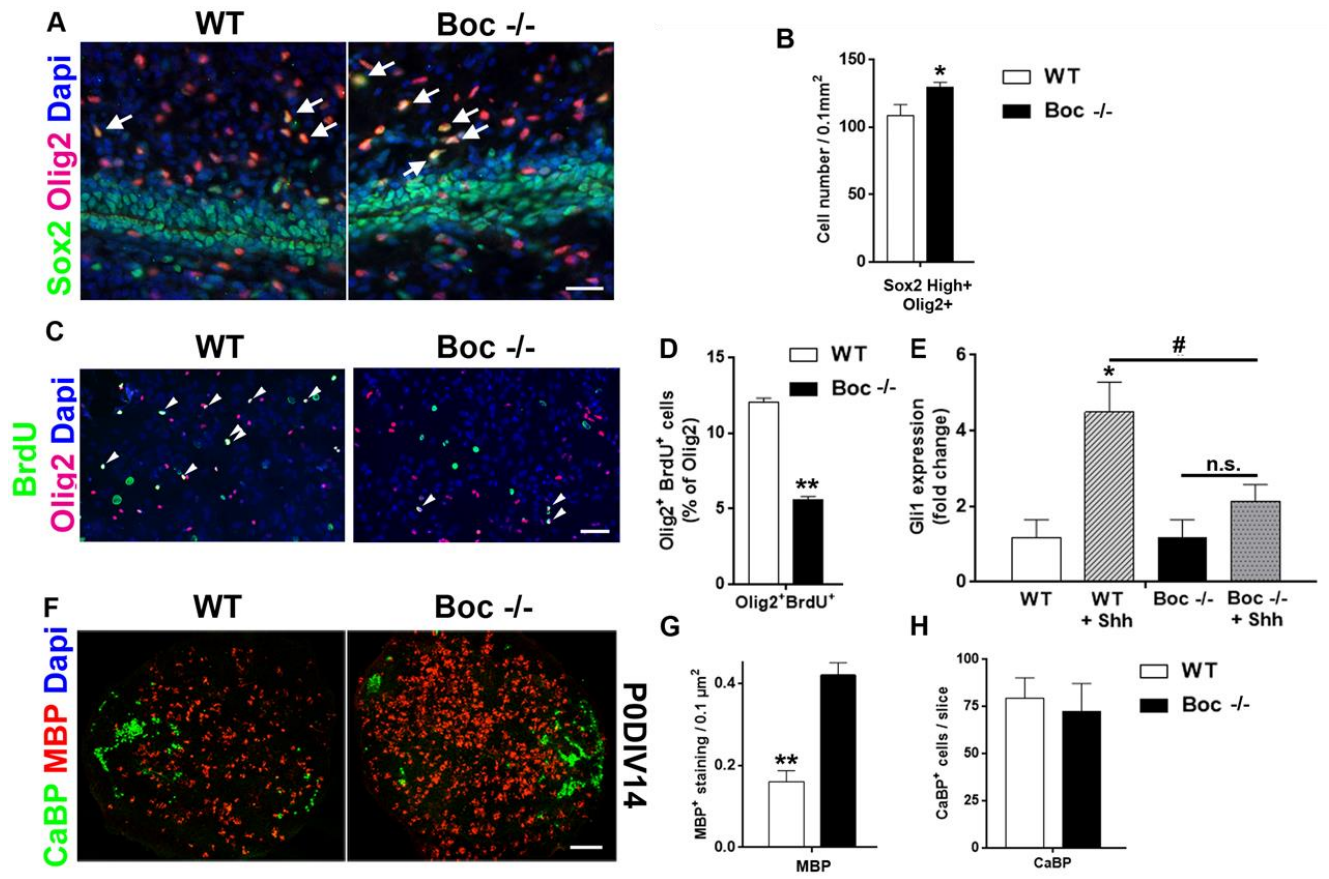 A
WT
Boc -/-
Sox2 Olig2 Dapi
B
150
100
50
0
Cell number / 0.1mm²
*
Sox2 High+
Olig2+
WT
Boc -/-
C
WT
Boc -/-
BrdU
Olig2 Dapi
D
15
10
5
0
Olig2⁺ BrdU⁺ cells
(% of Olig2)
WT
Boc -/-
**
Olig2⁺BrdU⁺
E
6
4
2
0
Gli1 expression
(fold change)
*
#
n.s.
WT
WT
+ Shh
Boc -/-
Boc -/-
+ Shh
F
WT
Boc -/-
CaBP MBP Dapi
P0DIV14
G
0.4
0.2
0.0
MBP⁺ staining / 0.1 µm²
**
MBP
H
100
75
50
25
0
CaBP⁺ cells / slice
CaBP
WT
Boc -/-